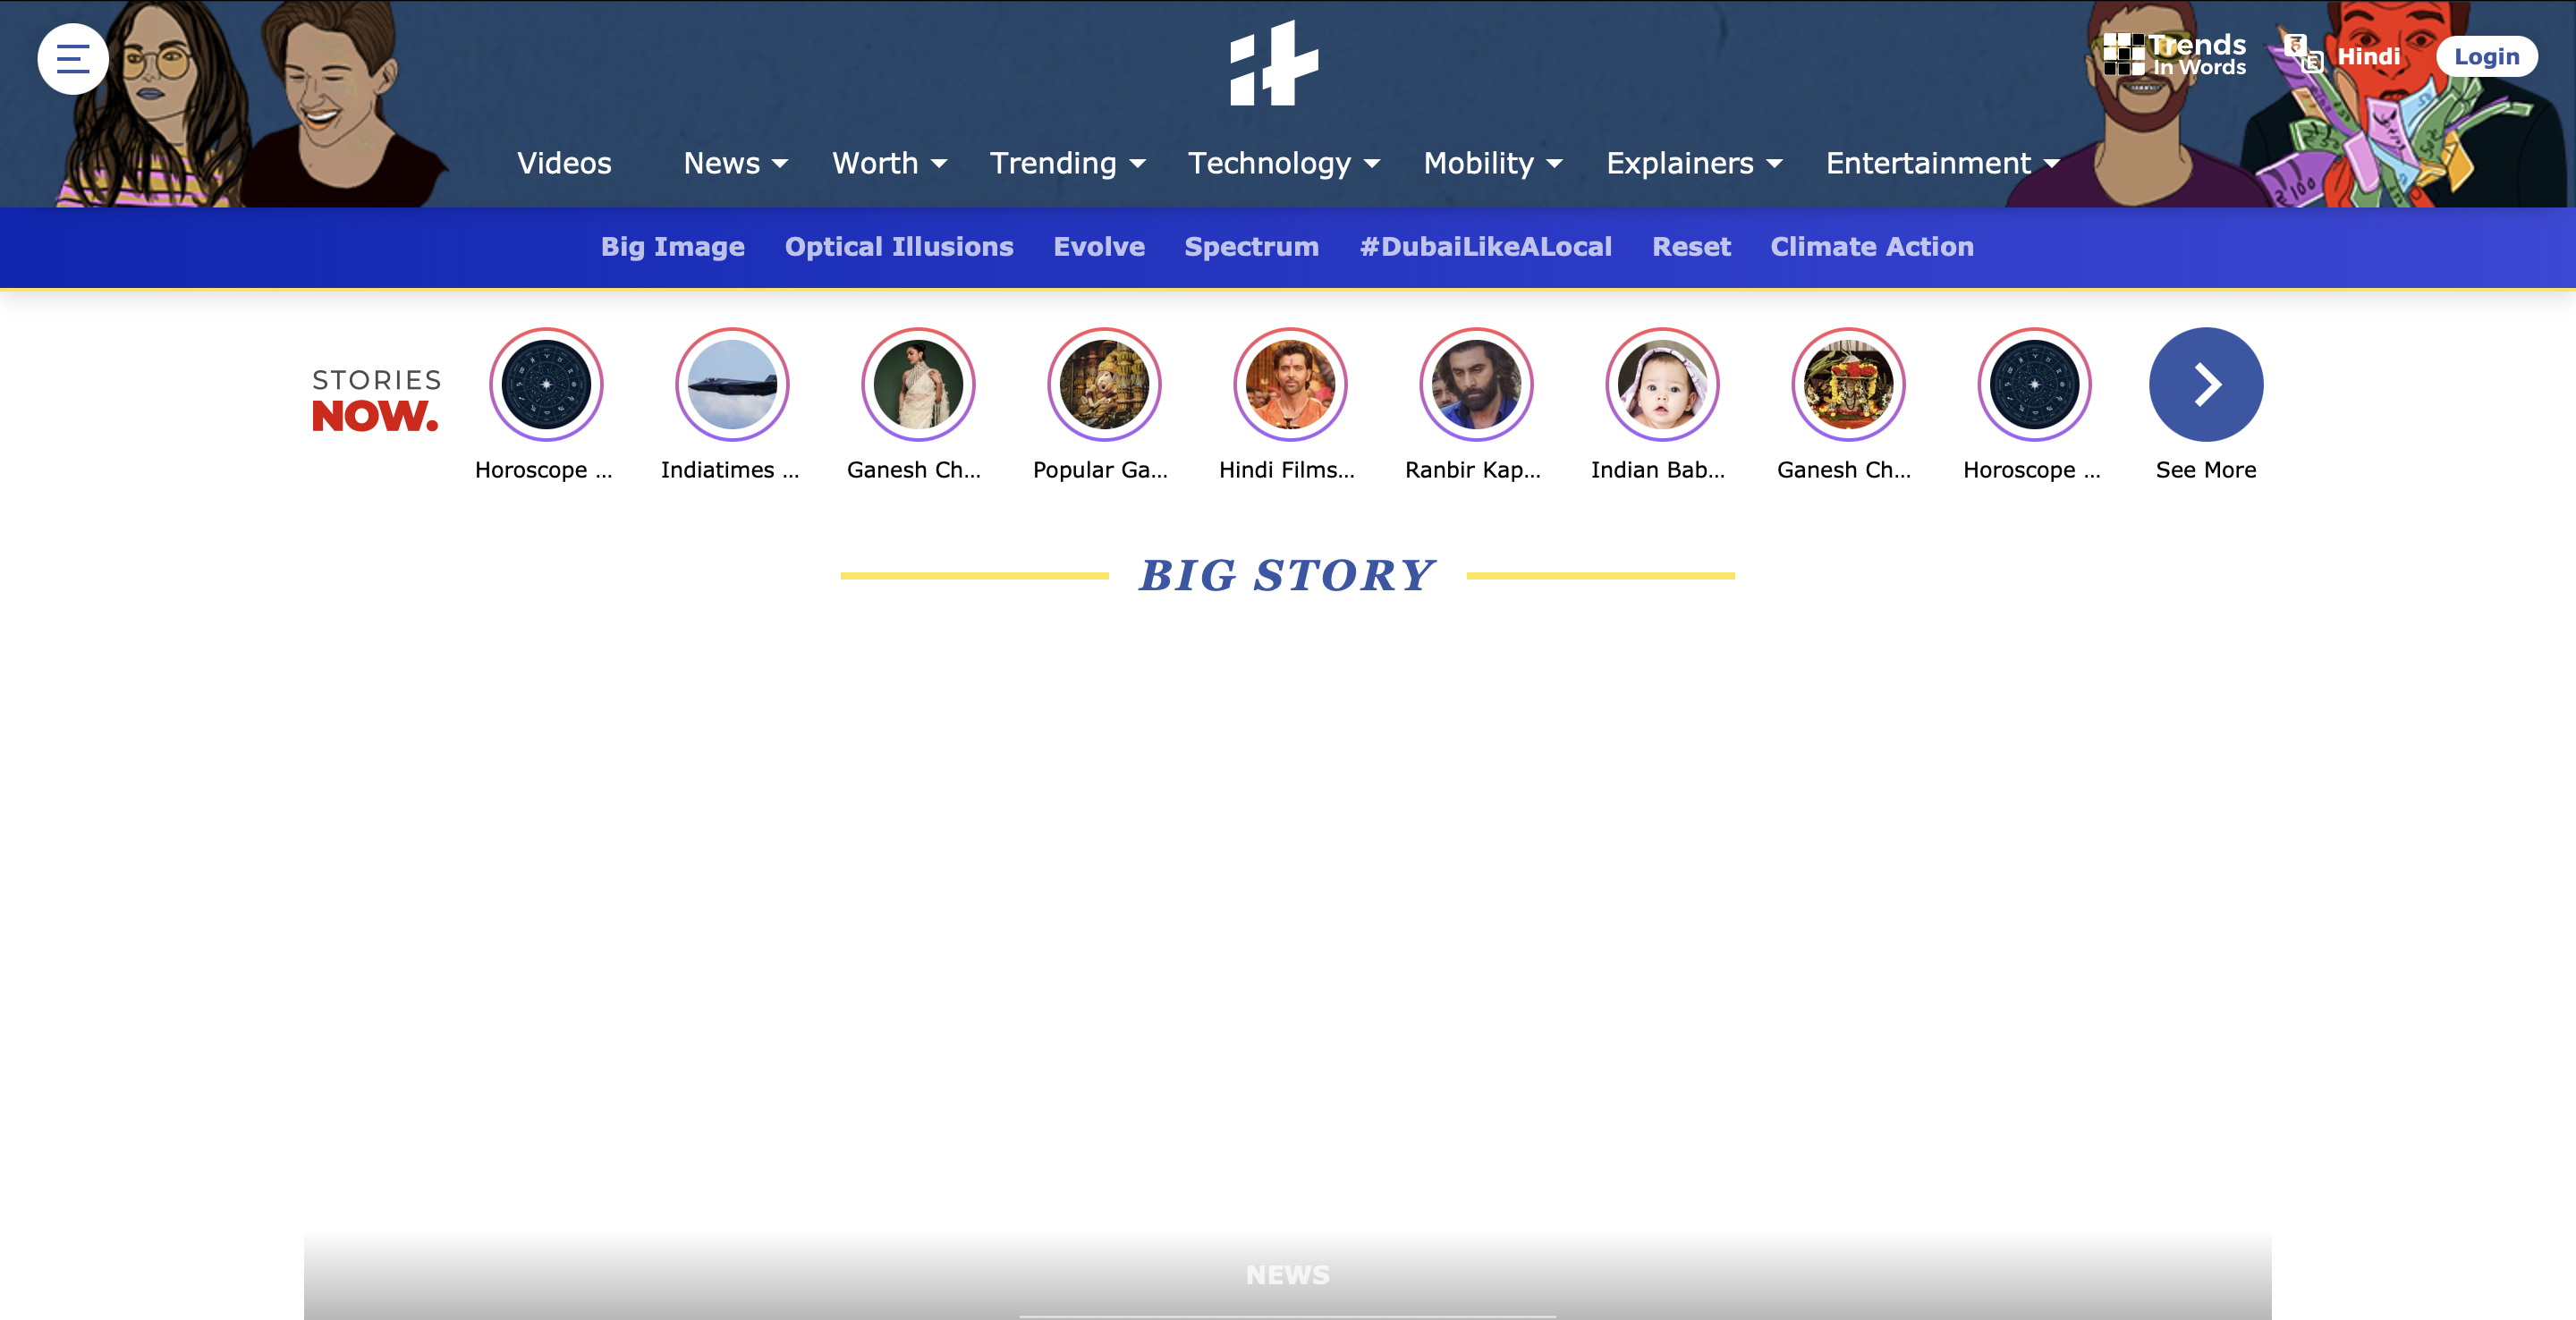 Trends
In Words
Hindi
Login
Videos
News
Worth
Trending
Technology
Mobility
Explainers
Entertainment
Big Image
Optical Illusions
Evolve
Spectrum
#DubaiLikeALocal
Reset
Climate Action
STORIES
NOW.
Horoscope ...
Indiatimes ...
Ganesh Ch...
Popular Ga...
Hindi Films...
Ranbir Kap...
Indian Bab...
Ganesh Ch...
Horoscope ...
See More
BIG STORY
NEWS